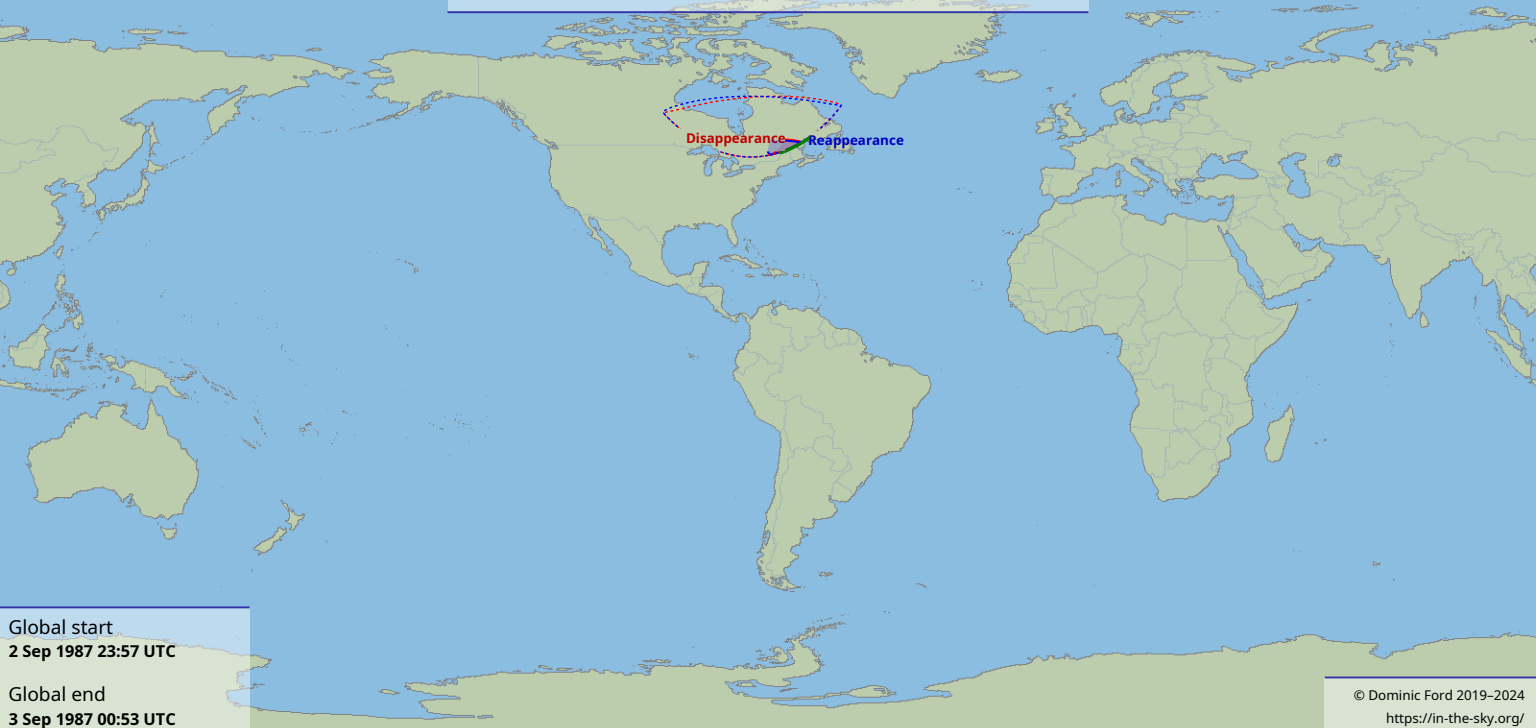 Disappearance
Reappearance
Global start
2 Sep 1987 23:57 UTC
Global end
3 Sep 1987 00:53 UTC
© Dominic Ford 2019–2024
https://in-the-sky.org/